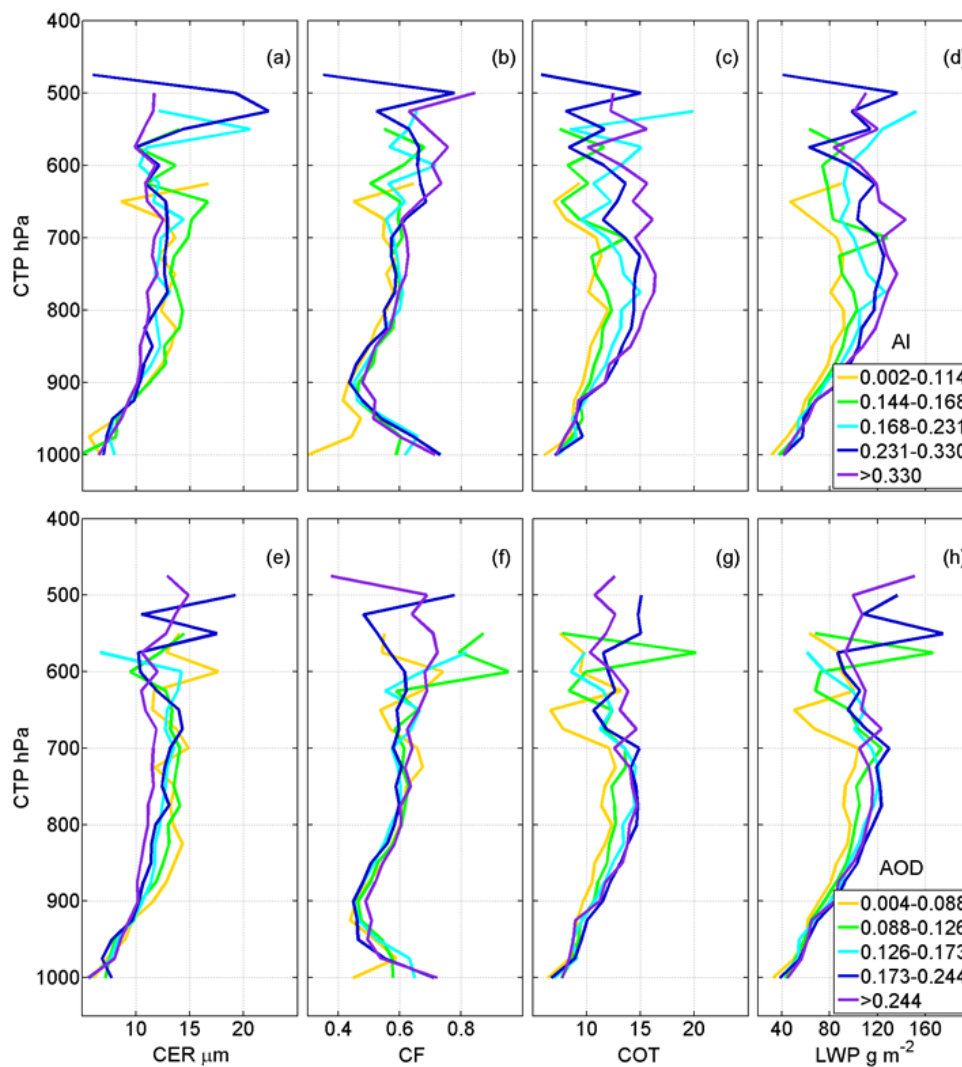 400
500
600
700
800
900
1000
CTP hPa
(a)
(b)
(c)
(d)
AI
0.002-0.114
0.144-0.168
0.168-0.231
0.231-0.330
>0.330
400
500
600
700
800
900
1000
CTP hPa
(e)
(f)
(g)
(h)
AOD
0.004-0.088
0.088-0.126
0.126-0.173
0.173-0.244
>0.244
10 15 20
0.4 0.6 0.8
10 15 20
40 80 120 160
CER μm
CF
COT
LWP g m⁻²